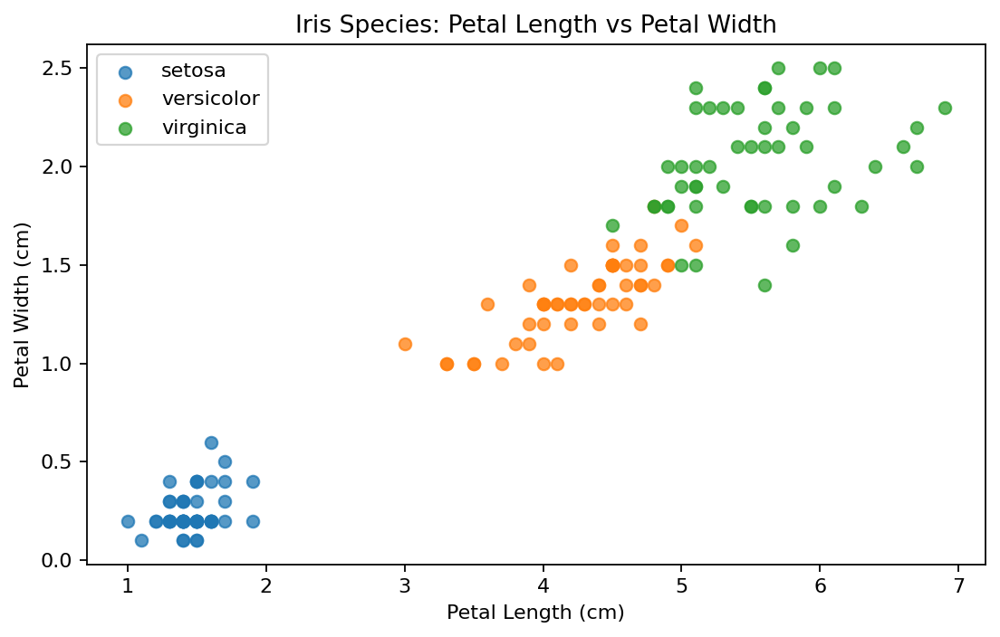 Iris Species: Petal Length vs Petal Width
setosa
versicolor
virginica
Petal Width (cm)
2.5
2.0
1.5
1.0
0.5
0.0
1 2 3 4 5 6 7
Petal Length (cm)